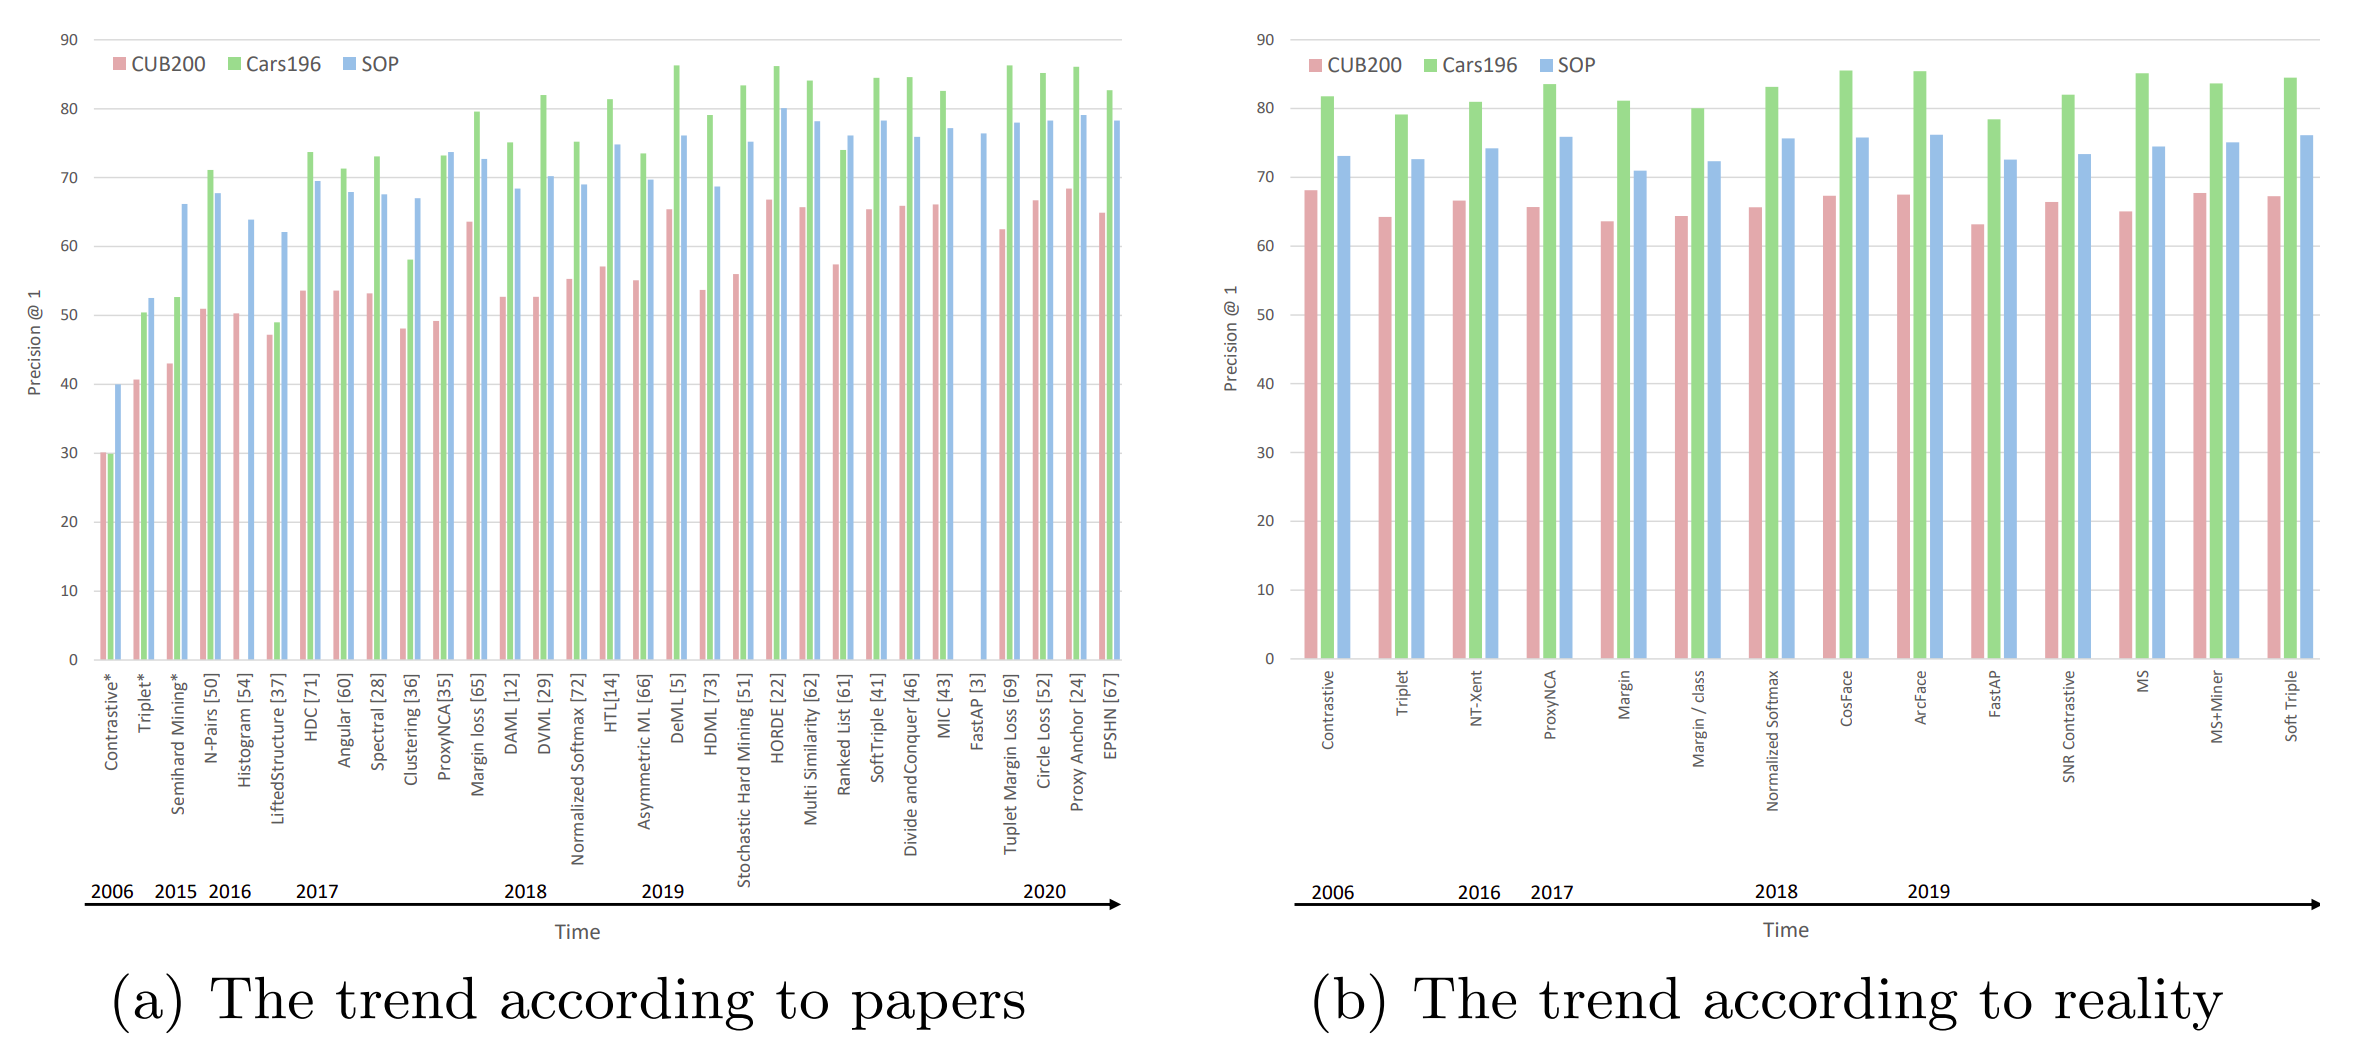 90
80
70
60
50
40
30
20
10
0
Precision @ 1
CUB200 Cars196 SOP
Contrastive*
Triplet*
Semihard Mining*
N-Pairs [50]
Histogram [54]
LiftedStructure [37]
HDC [71]
Angular [60]
Spectral [28]
Clustering [36]
ProxyNCA[35]
Margin loss [65]
DAML [12]
DVML [29]
Normalized Softmax [72]
HTL[14]
Asymmetric ML [66]
DeML [5]
HDML [73]
Stochastic Hard Mining [51]
HORDE [22]
Multi Similarity [62]
Ranked List [61]
SoftTriple [41]
Divide andConquer [46]
MIC [43]
FastAP [3]
Tuplet Margin Loss [69]
Circle Loss [52]
Proxy Anchor [24]
EPSHN [67]
2006 2015 2016 2017 2018 2019 2020
Time
(a) The trend according to papers
90
80
70
60
50
40
30
20
10
0
Precision @ 1
CUB200 Cars196 SOP
Contrastive
Triplet
NT-Xent
ProxyNCA
Margin
Margin / class
Normalized Softmax
CosFace
ArcFace
FastAP
SNR Contrastive
MS
MS+Miner
Soft Triple
2006 2016 2017 2018 2019
Time
(b) The trend according to reality